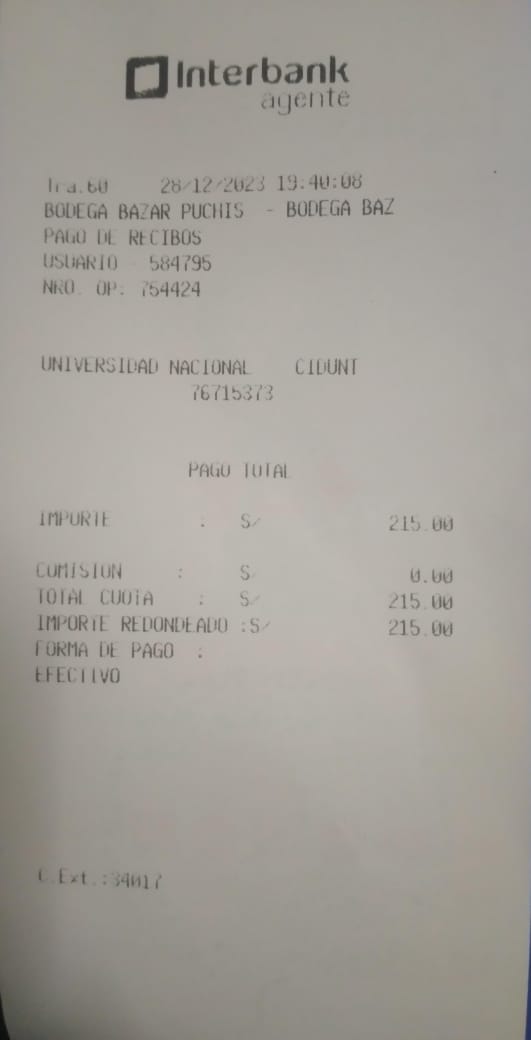 Interbank
agente
Tra.60 28/12/2023 19:40:08
BODEGA BAZAR PUCHIS - BODEGA BAZ
PAGO DE RECIBOS
USUARIO - 584795
NRO. OP: 754424
UNIVERSIDAD NACIONAL CIDUNT
76715373
PAGO TOTAL
IMPORTE : S/ 215.00
COMISION : S/ 0.00
TOTAL CUOTA : S/ 215.00
IMPORTE REDONDEADO :S/ 215.00
FORMA DE PAGO :
EFECTIVO
C.Ext.:34017